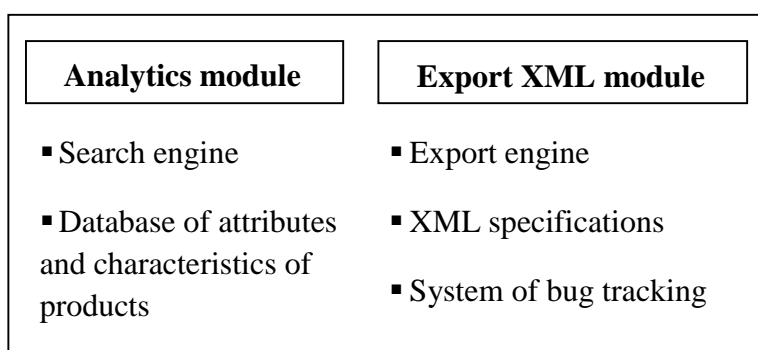 Analytics module
▪ Search engine
▪ Database of attributes
and characteristics of
products
Export XML module
▪ Export engine
▪ XML specifications
▪ System of bug tracking